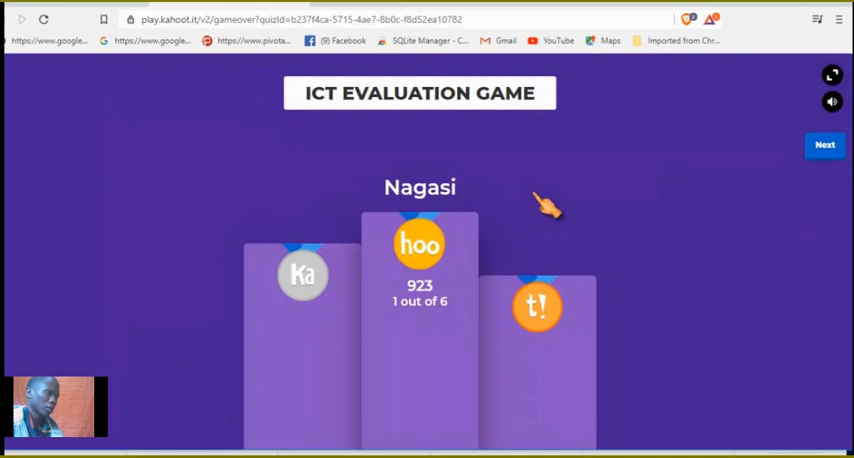 play.kahoot.it/v2/gameover?quizId=b237f4ca-5715-4ae7-8b0c-f8d52ea10782
https://www.google... https://www.google... https://www.pivota... (9) Facebook SQLite Manager - C... Gmail YouTube Maps Imported from Chr...
ICT EVALUATION GAME
Next
Nagasi
Ka
hoo
t!
923
1 out of 6